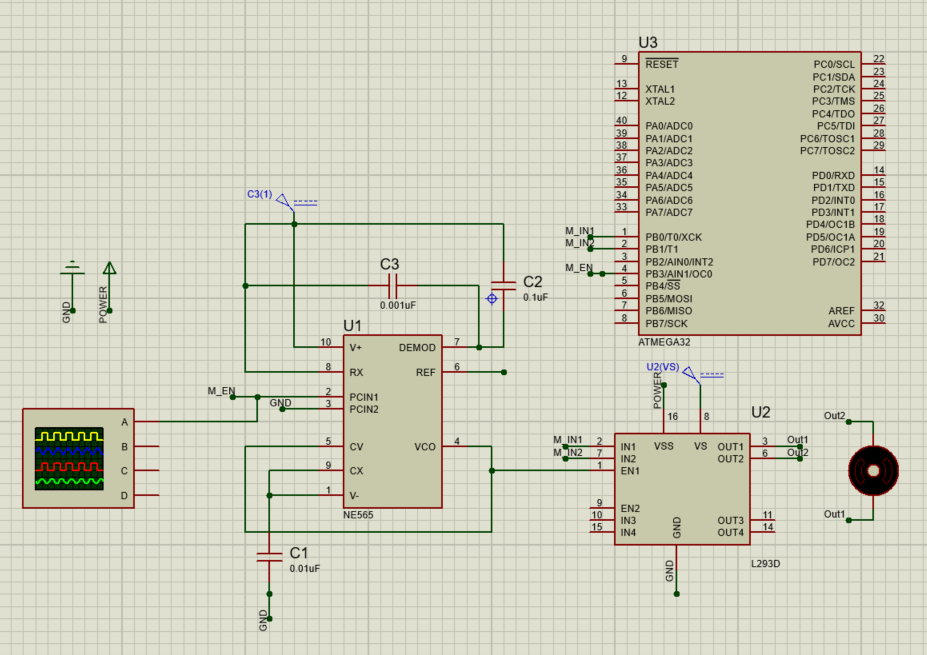 U3
9 RESET PC0/SCL 22
PC1/SDA 23
13 XTAL1 PC2/TCK 24
12 XTAL2 PC3/TMS 25
PC4/TDO 26
40 PA0/ADC0 PC5/TDI 27
39 PA1/ADC1 PC6/TOSC1 28
38 PA2/ADC2 PC7/TOSC2 29
37 PA3/ADC3
36 PA4/ADC4 PD0/RXD 14
35 PA5/ADC5 PD1/TXD 15
34 PA6/ADC6 PD2/INT0 16
33 PA7/ADC7 PD3/INT1 17
PD4/OC1B 18
M_IN1 1 PB0/T0/XCK PD5/OC1A 19
M_IN2 2 PB1/T1 PD6/ICP1 20
3 PB2/AIN0/INT2 PD7/OC2 21
M_EN 4 PB3/AIN1/OC0
5 PB4/SS
6 PB5/MOSI
7 PB6/MISO AREF 32
8 PB7/SCK AVCC 30
ATMEGA32
C3(1)
GND
POWER
C3
0.001uF
C2
0.1uF
U1
10 V+ DEMOD 7
8 RX REF 6
M_EN 2 PCIN1
GND 3 PCIN2
5 CV VCO 4
9 CX
1 V-
NE565
A
B
C
D
C1
0.01uF
GND
U2(VS)
POWER
16 8
U2
VSS VS
M_IN1 2 IN1 OUT1 3 Out1
M_IN2 7 IN2 OUT2 6 Out2
1 EN1
9 EN2
10 IN3 OUT3 11
15 IN4 OUT4 14
GND
L293D
GND
Out2
Out1